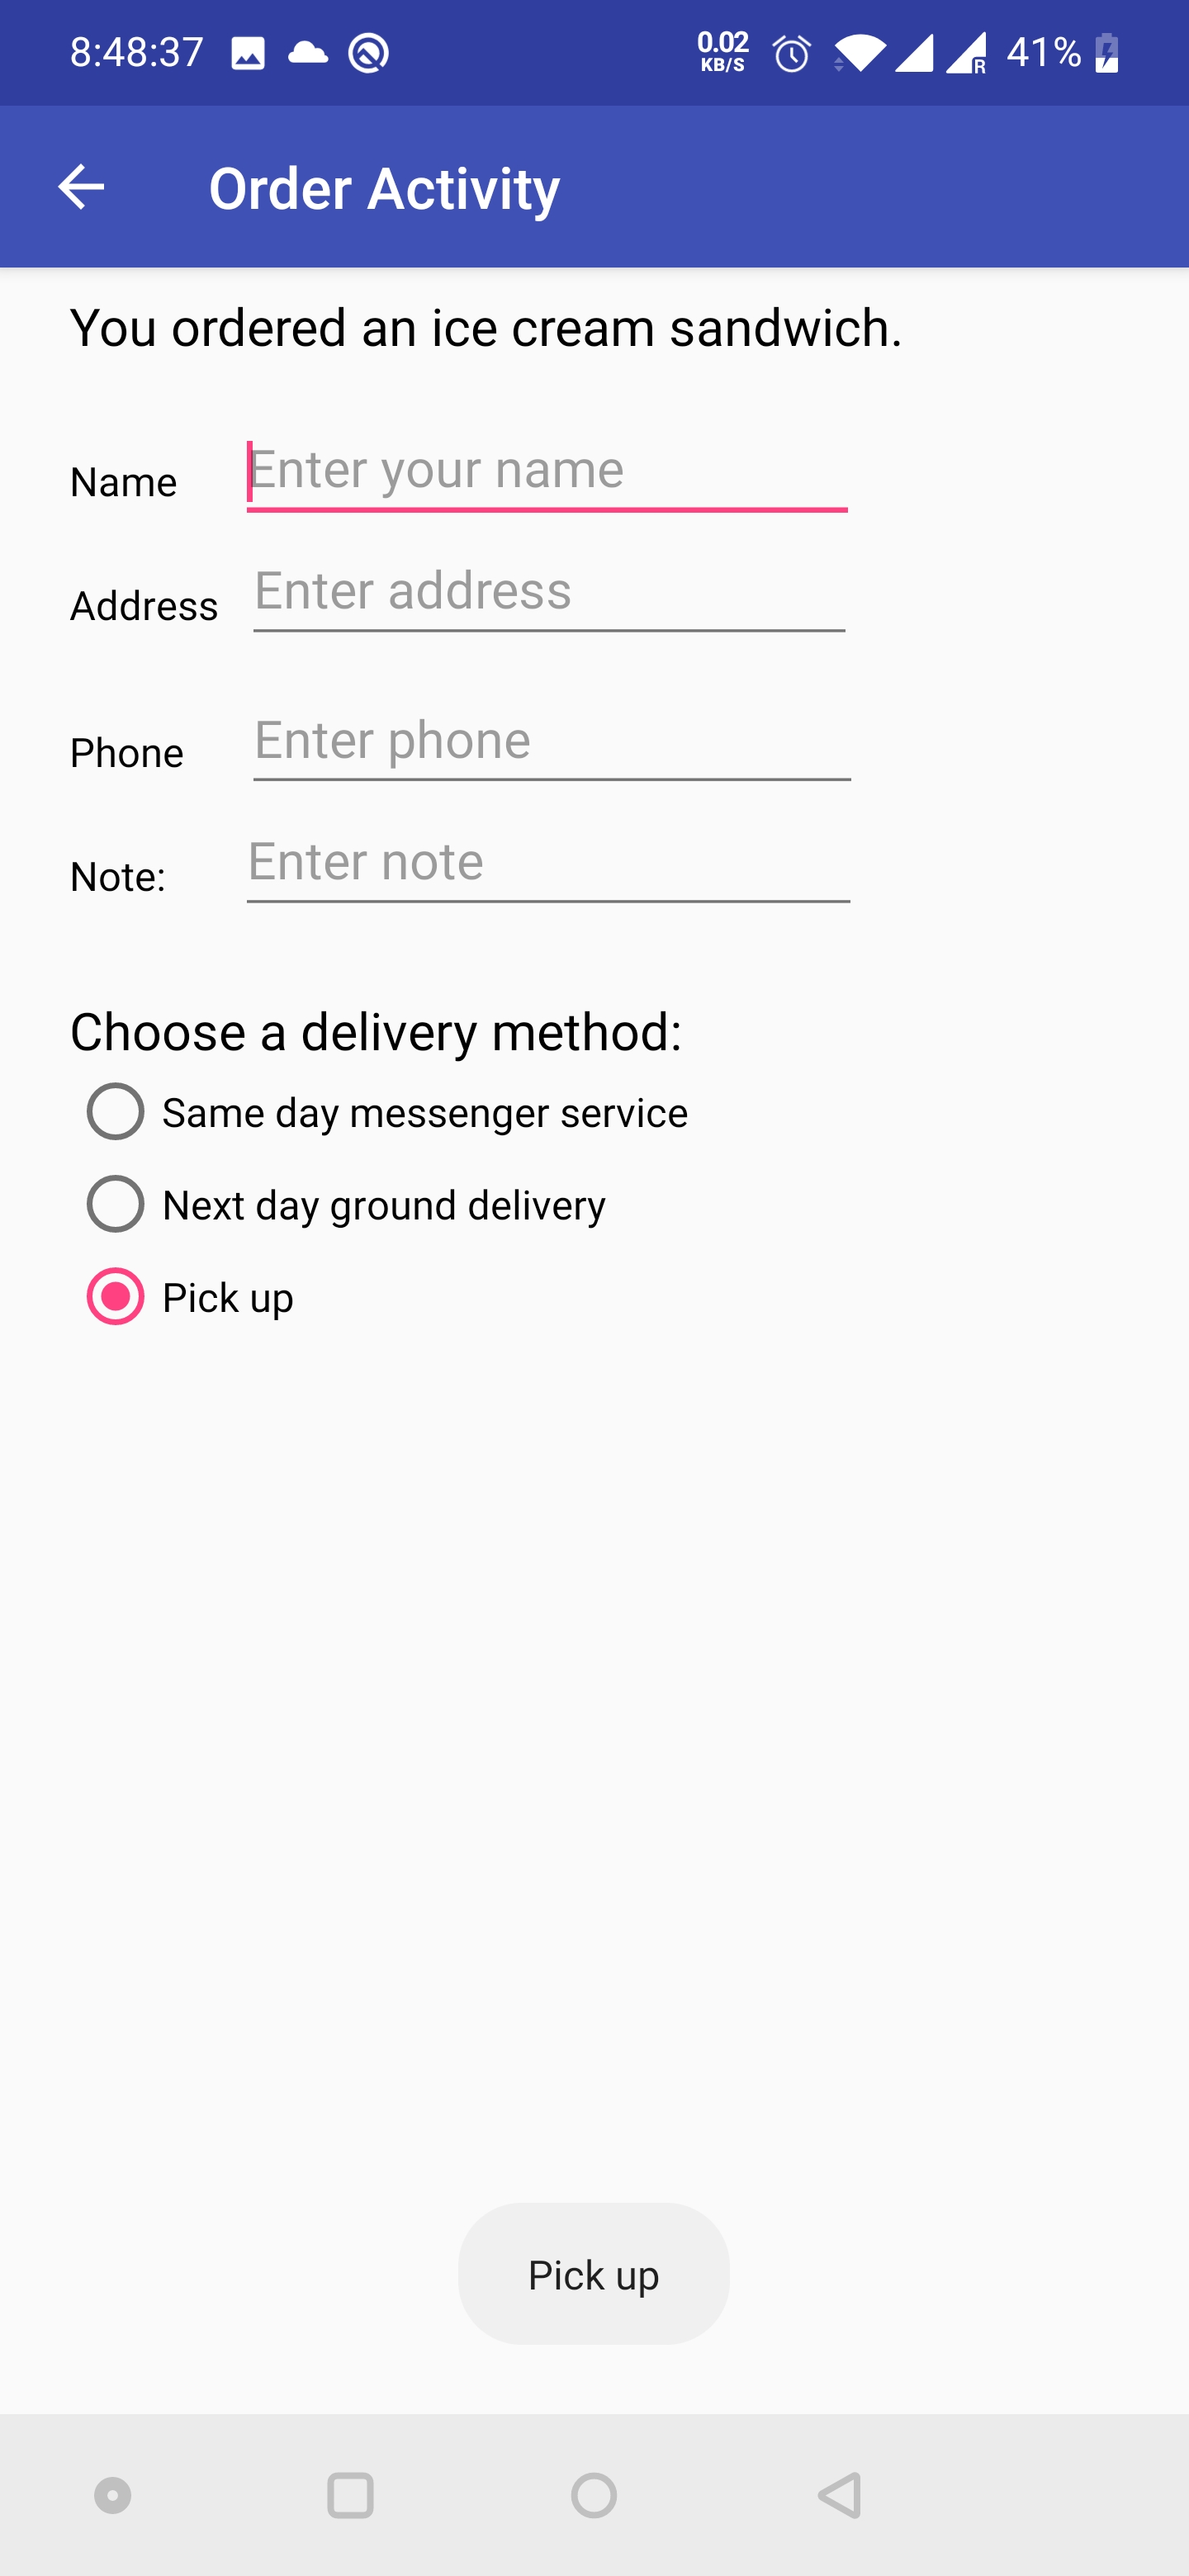 8:48:37 0.02 KB/S R 41%
Order Activity
You ordered an ice cream sandwich.
Name Enter your name
Address Enter address
Phone Enter phone
Note: Enter note
Choose a delivery method:
Same day messenger service
Next day ground delivery
Pick up
Pick up